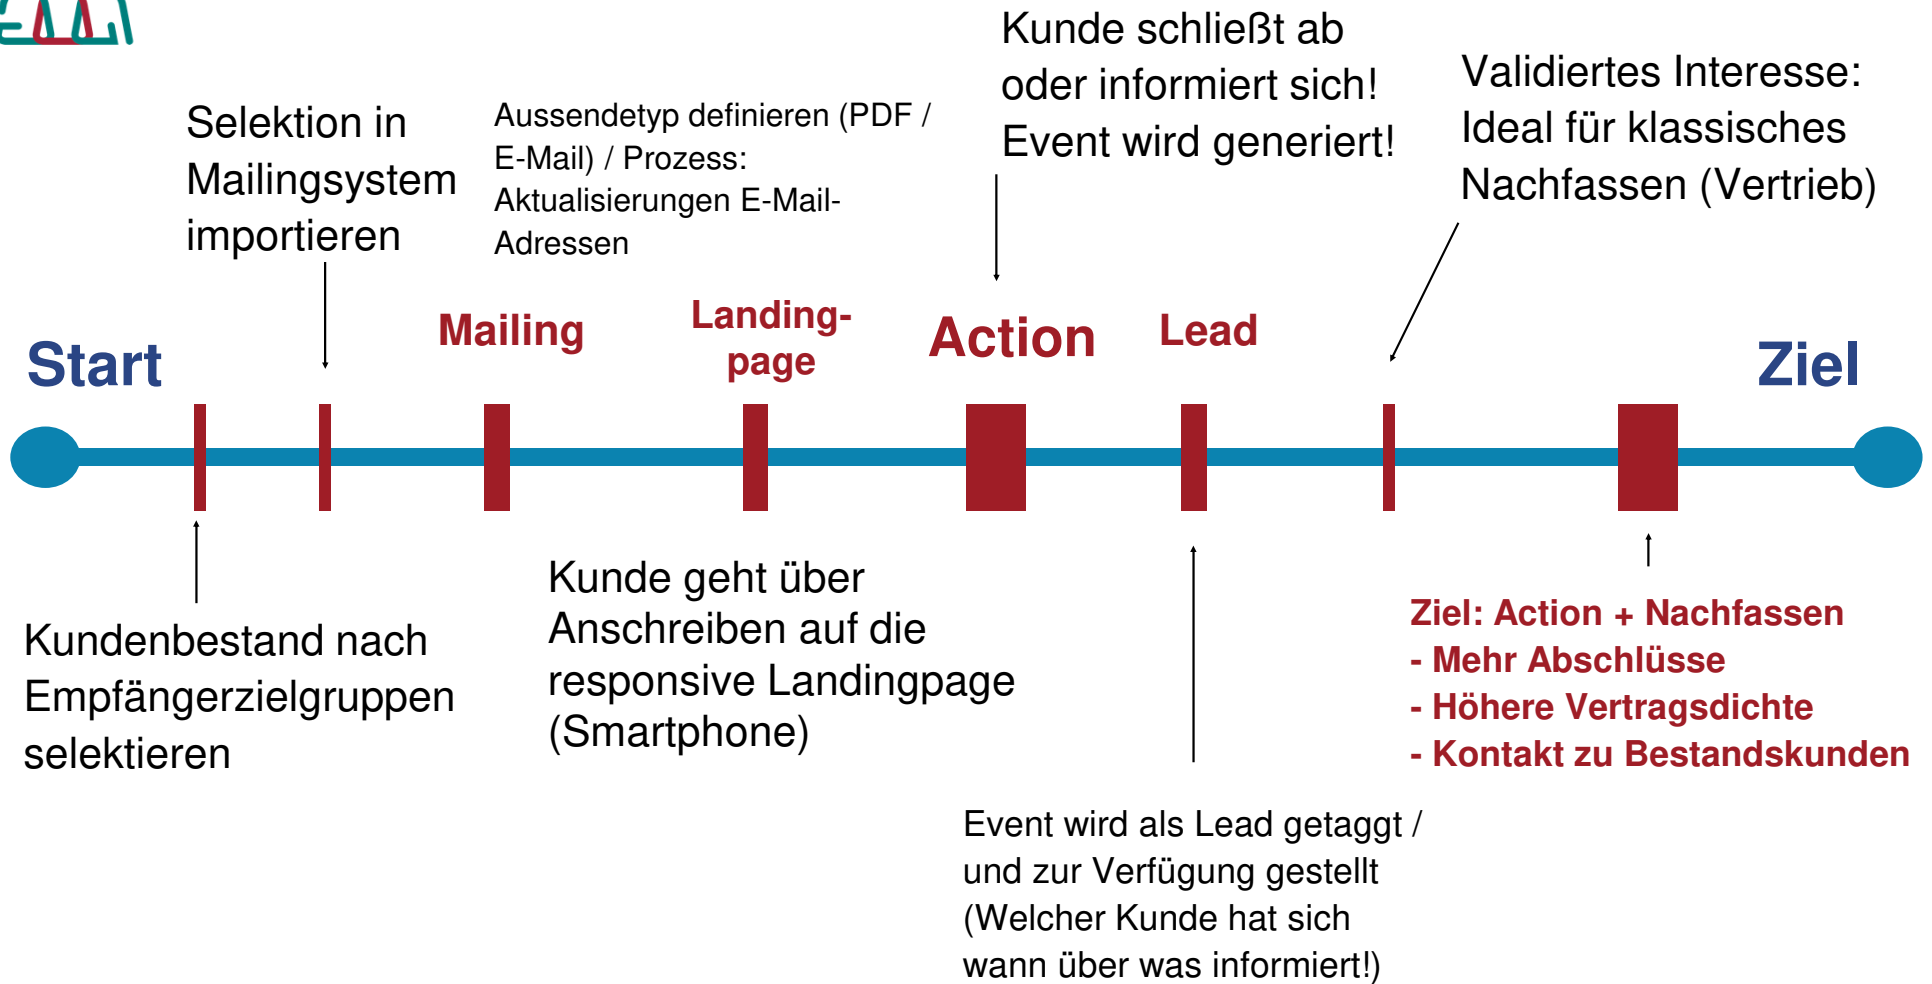 Kunde schließt ab
oder informiert sich!
Event wird generiert!
Validiertes Interesse:
Ideal für klassisches
Nachfassen (Vertrieb)
Selektion in
Mailingsystem
importieren
Aussendetyp definieren (PDF /
E-Mail) / Prozess:
Aktualisierungen E-Mail-
Adressen
Start
Mailing
Landing-
page
Action
Lead
Ziel
Kundenbestand nach
Empfängerzielgruppen
selektieren
Kunde geht über
Anschreiben auf die
responsive Landingpage
(Smartphone)
Event wird als Lead getaggt /
und zur Verfügung gestellt
(Welcher Kunde hat sich
wann über was informiert!)
Ziel: Action + Nachfassen
- Mehr Abschlüsse
- Höhere Vertragsdichte
- Kontakt zu Bestandskunden